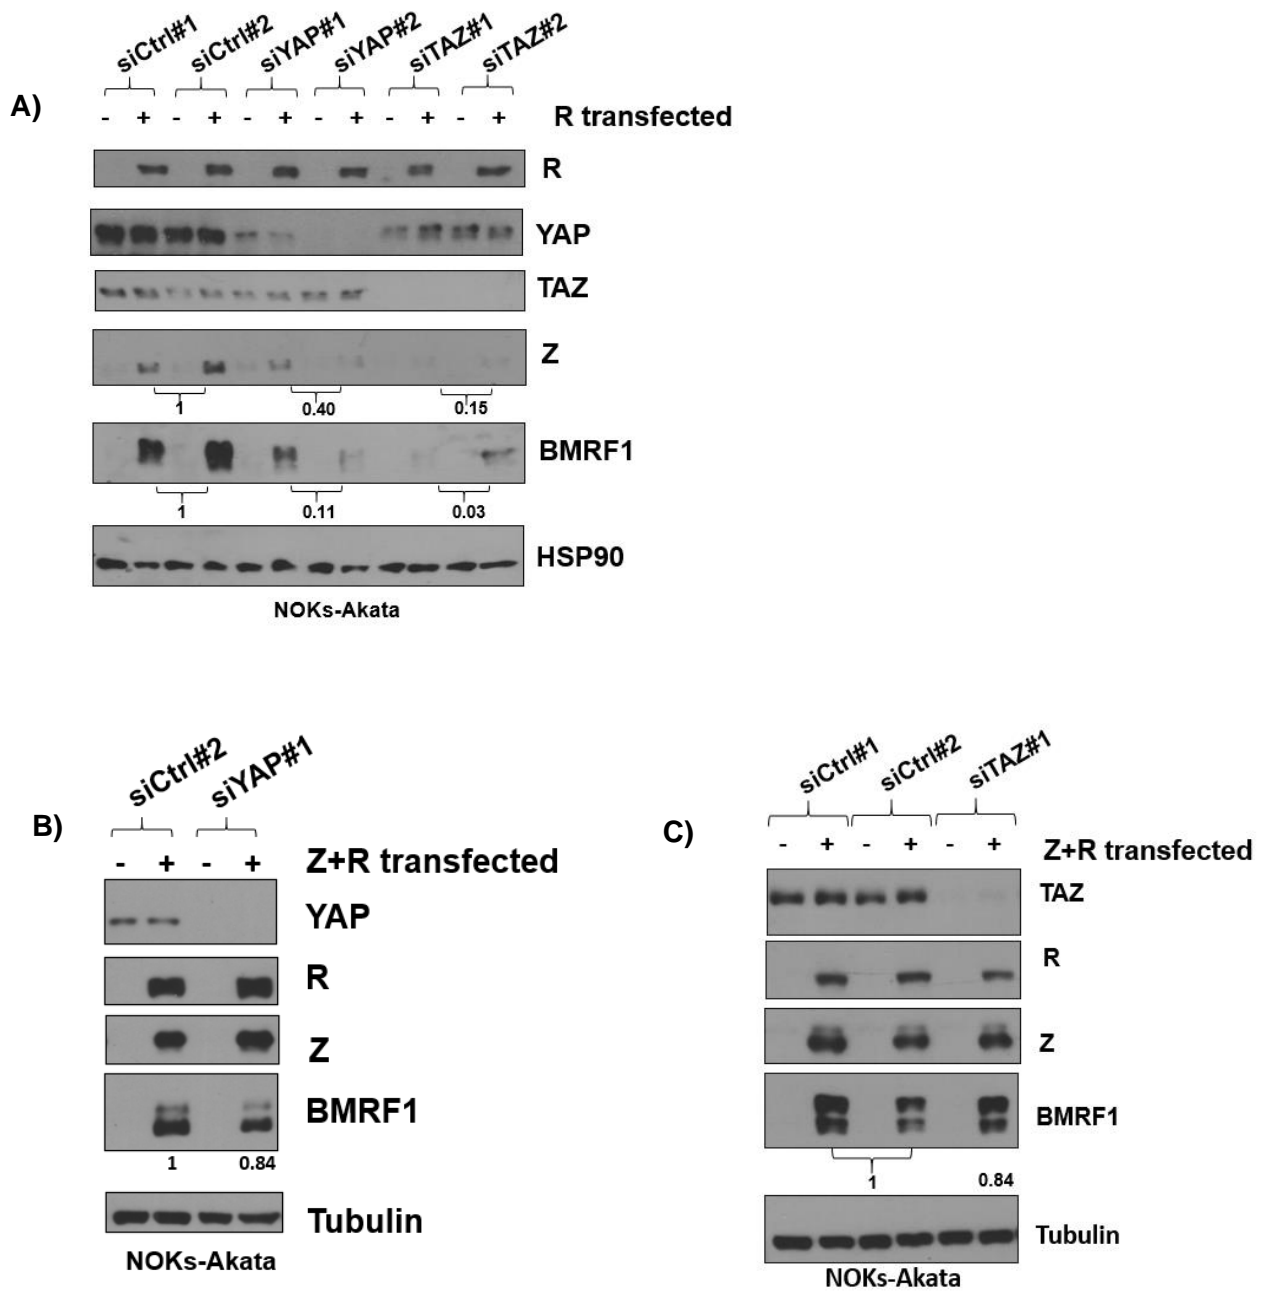 siCtrl#1 siCtrl#2 siYAP#1 siYAP#2 siTAZ#1 siTAZ#2
A)
- + - + - + - + - + - + R transfected
R
YAP
TAZ
Z
1 0.40 0.15
BMRF1
1 0.11 0.03
HSP90
NOKs-Akata
siCtrl#2 siYAP#1
B)
- + - + Z+R transfected
YAP
R
Z
BMRF1
1 0.84
Tubulin
NOKs-Akata
siCtrl#1 siCtrl#2 siTAZ#1
C)
- + - + - + Z+R transfected
TAZ
R
Z
BMRF1
1 0.84
Tubulin
NOKs-Akata